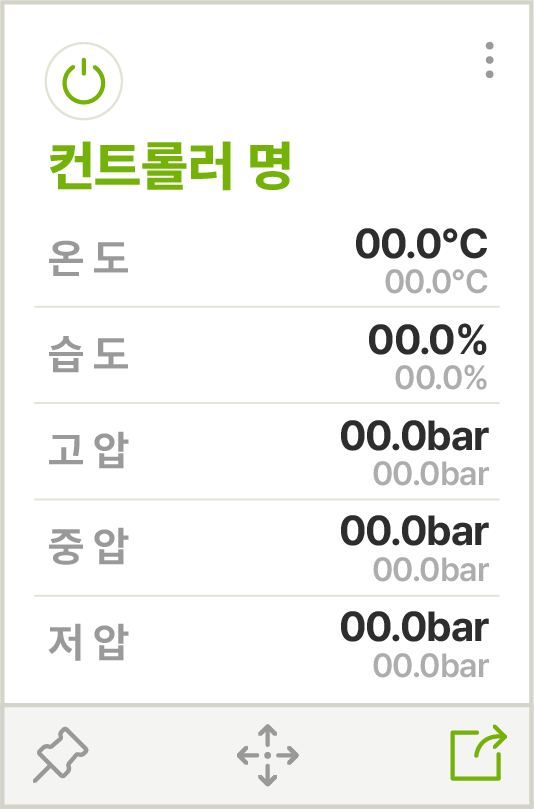 컨트롤러 명
온 도 00.0°C
00.0°C
습 도 00.0%
00.0%
고 압 00.0bar
00.0bar
중 압 00.0bar
00.0bar
저 압 00.0bar
00.0bar